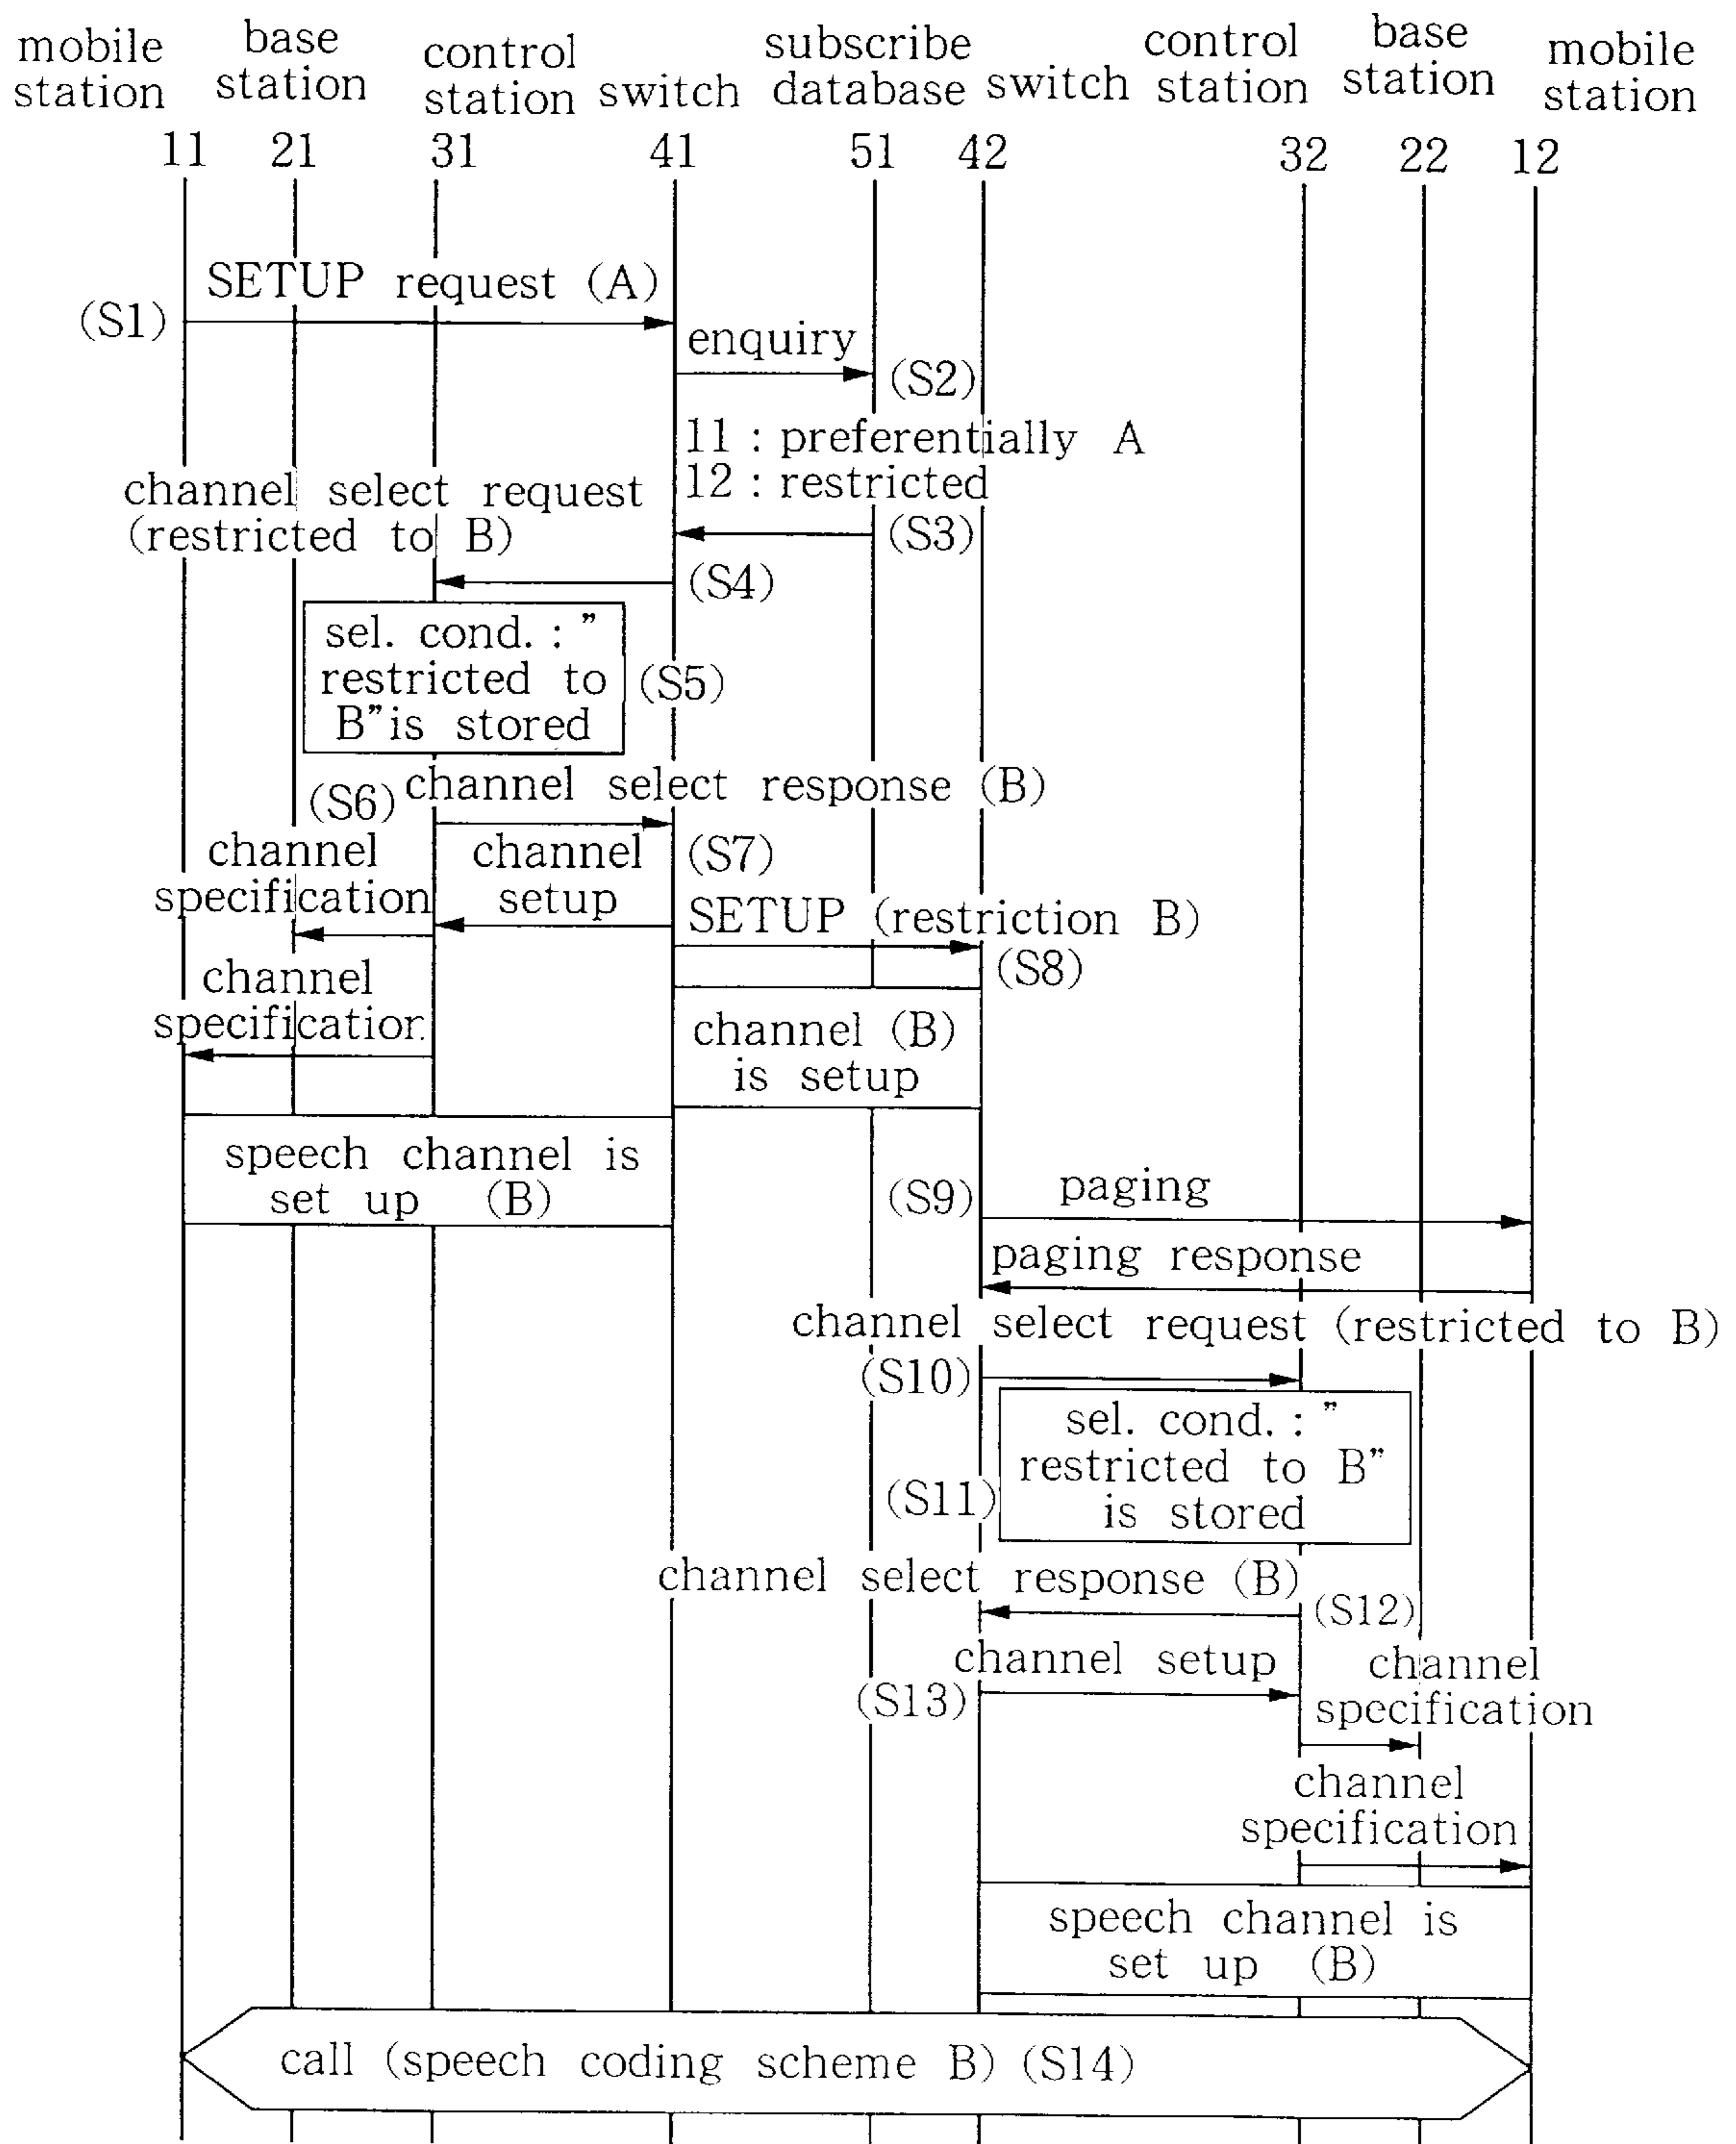 mobile station
base station
control station
switch
subscribe database
switch
control station
base station
mobile station
11 21 31 41 51 42 32 22 12
SETUP request (A)
(S1)
enquiry
(S2)
11 : preferentially A
12 : restricted
channel select request
(restricted to B)
(S3)
(S4)
sel. cond. : ”
restricted to
B” is stored
(S5)
(S6)
channel select response (B)
(S7)
channel
specification
channel
setup
SETUP (restriction B)
(S8)
channel
specification
channel (B)
is setup
speech channel is
set up (B)
(S9)
paging
paging response
channel select request (restricted to B)
(S10)
sel. cond. : ”
restricted to B”
is stored
(S11)
channel select response (B)
(S12)
channel setup
(S13)
channel
specification
channel
specification
speech channel is
set up (B)
call (speech coding scheme B) (S14)